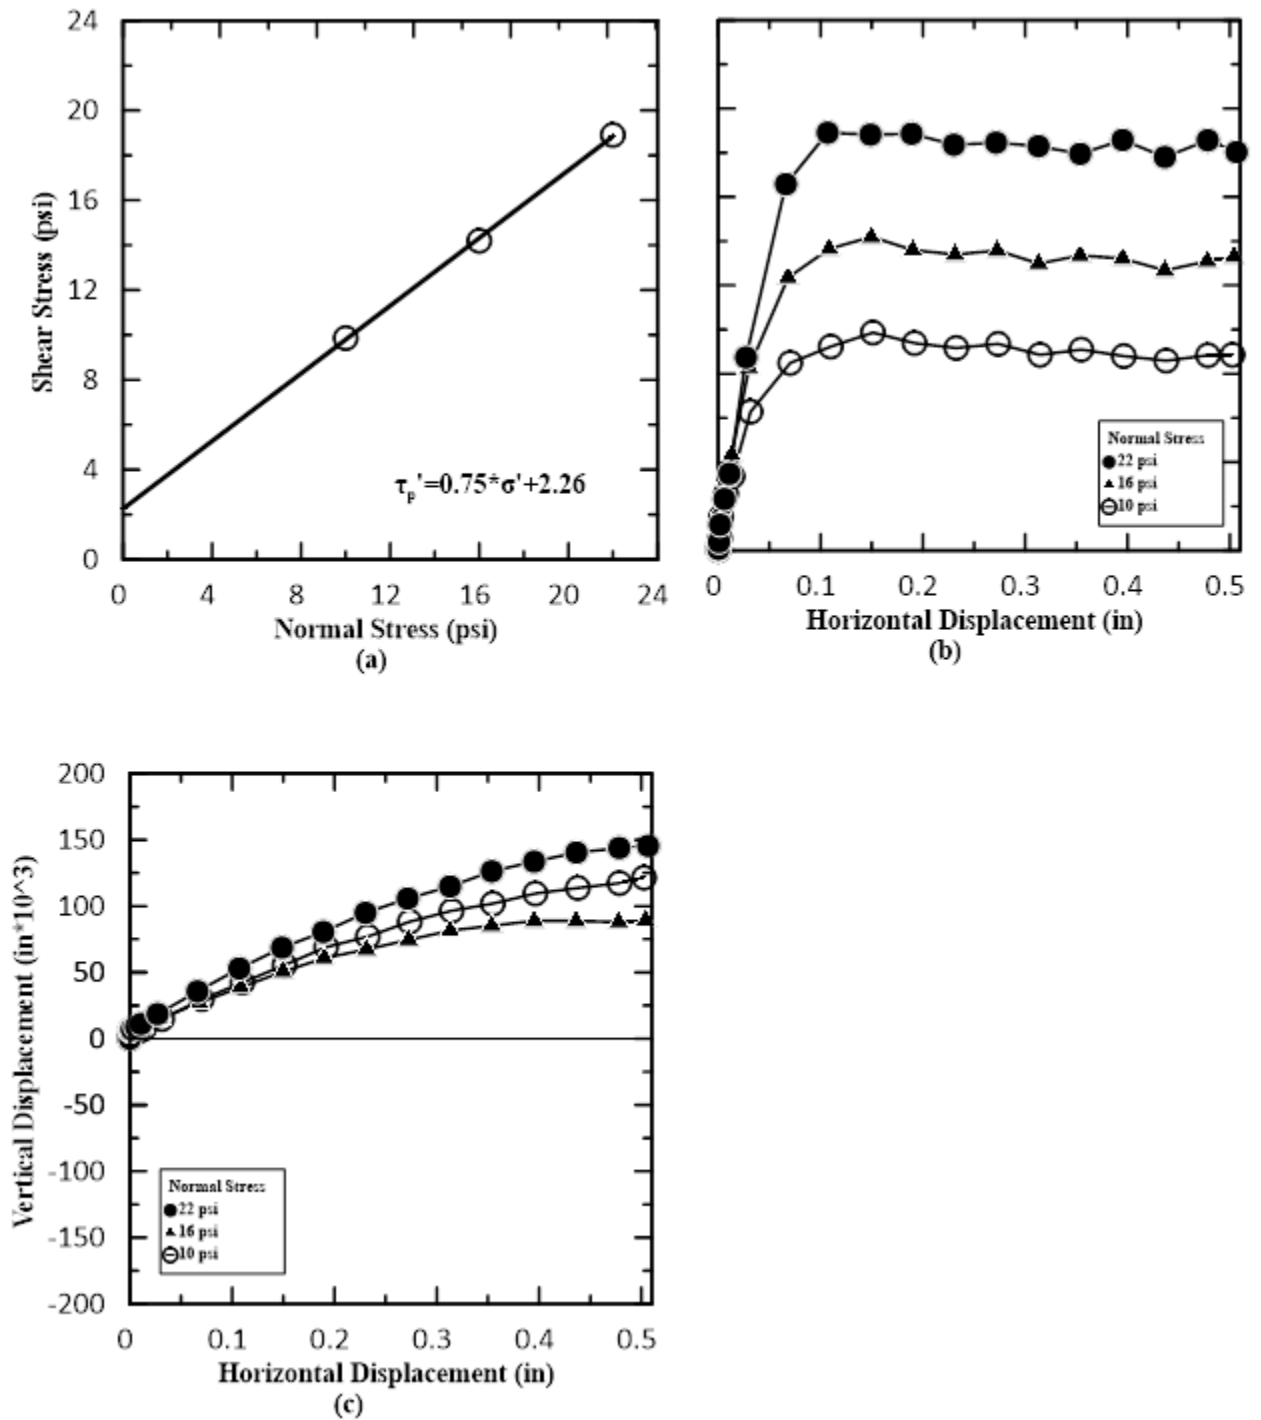 24
20
16
12
8
4
0
Shear Stress (psi)
τp'=0.75*σ'+2.26
0 4 8 12 16 20 24
Normal Stress (psi)
(a)
Normal Stress
22 psi
16 psi
10 psi
0 0.1 0.2 0.3 0.4 0.5
Horizontal Displacement (in)
(b)
200
150
100
50
0
-50
-100
-150
-200
Vertical Displacement (in*10^3)
Normal Stress
22 psi
16 psi
10 psi
0 0.1 0.2 0.3 0.4 0.5
Horizontal Displacement (in)
(c)